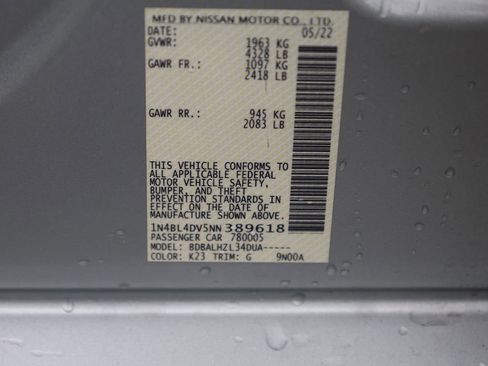 MFD BY NISSAN MOTOR CO., LTD.
DATE: 05/22
GVWR: 1963 KG
4328 LB
GAWR FR.: 1097 KG
2418 LB
GAWR RR.: 945 KG
2083 LB
THIS VEHICLE CONFORMS TO
ALL APPLICABLE FEDERAL
MOTOR VEHICLE SAFETY,
BUMPER, AND THEFT
PREVENTION STANDARDS IN
EFFECT ON THE DATE OF
MANUFACTURE SHOWN ABOVE.
1N4BL4DV5NN 389618
PASSENGER CAR 780005
MODEL: BDBALHZL34DUA-----
COLOR: K23 TRIM: G 9N00A